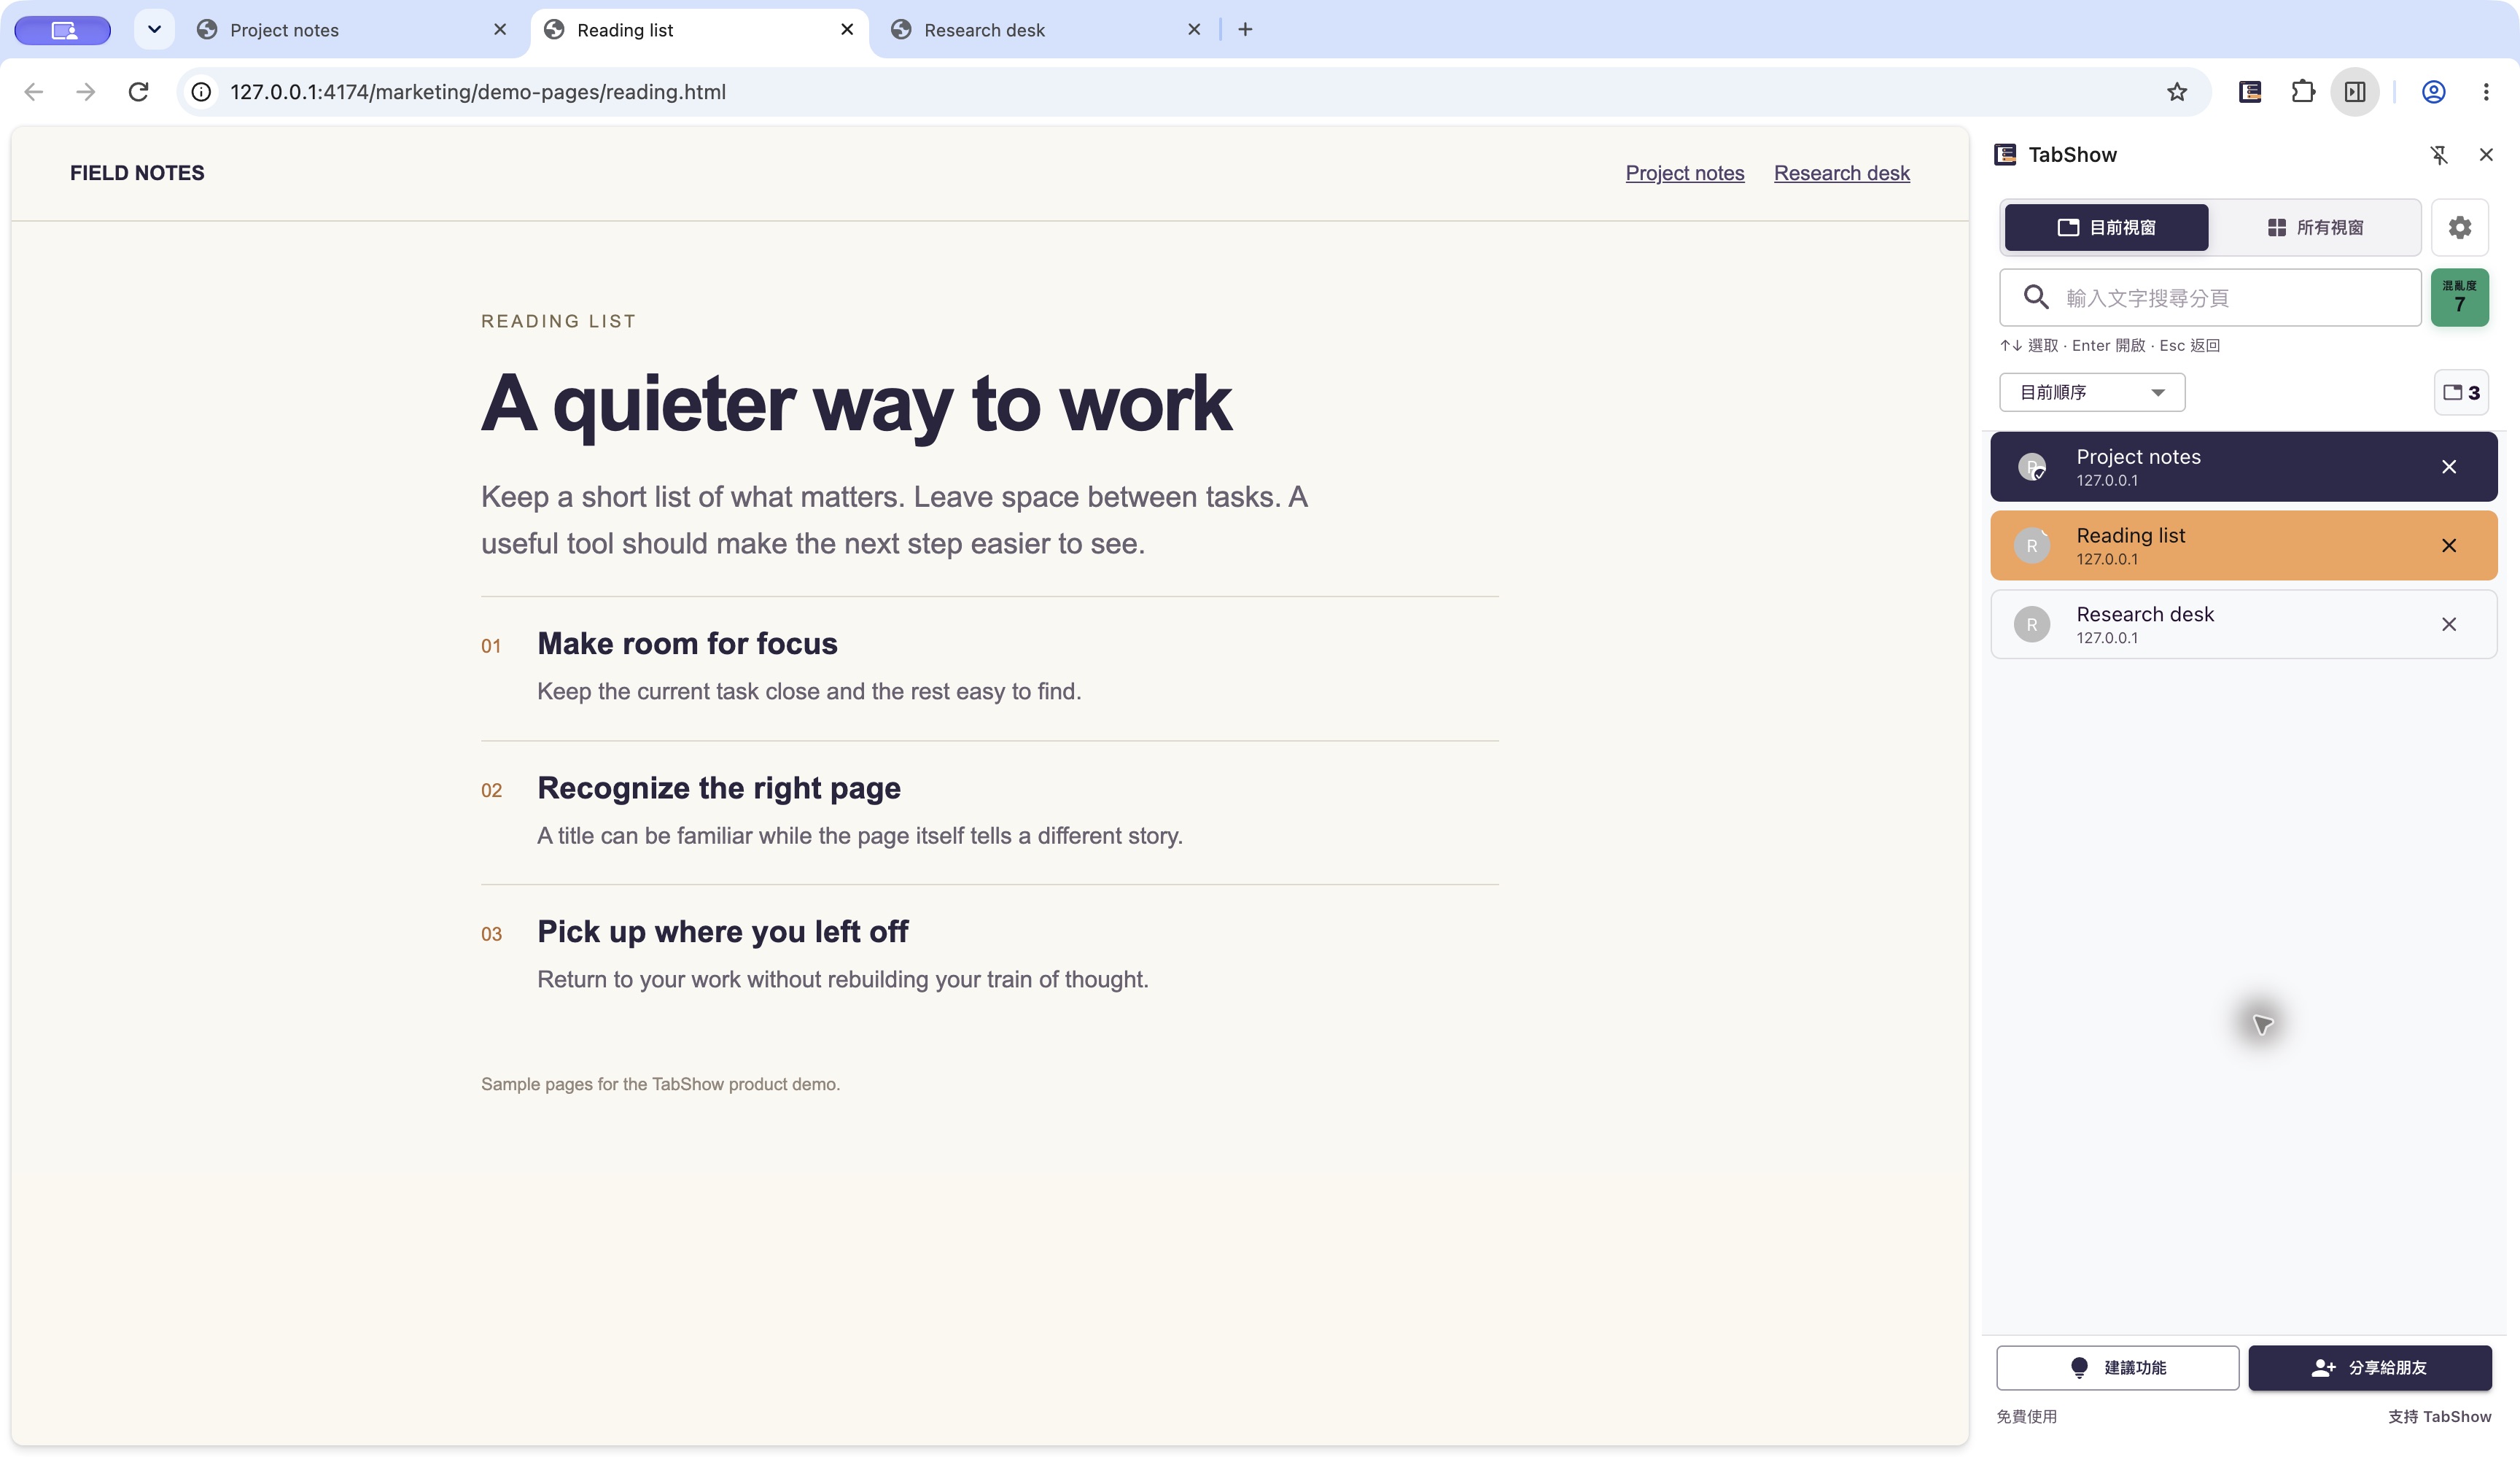 Project notes
Reading list
Research desk
127.0.0.1:4174/marketing/demo-pages/reading.html
FIELD NOTES
Project notes
Research desk
READING LIST
A quieter way to work
Keep a short list of what matters. Leave space between tasks. A
useful tool should make the next step easier to see.
01
Make room for focus
Keep the current task close and the rest easy to find.
02
Recognize the right page
A title can be familiar while the page itself tells a different story.
03
Pick up where you left off
Return to your work without rebuilding your train of thought.
Sample pages for the TabShow product demo.
TabShow
目前視窗
所有視窗
輸入文字搜尋分頁
混亂度
7
↑↓ 選取 · Enter 開啟 · Esc 返回
目前順序
3
P
Project notes
127.0.0.1
R
Reading list
127.0.0.1
R
Research desk
127.0.0.1
建議功能
分享給朋友
免費使用
支持 TabShow